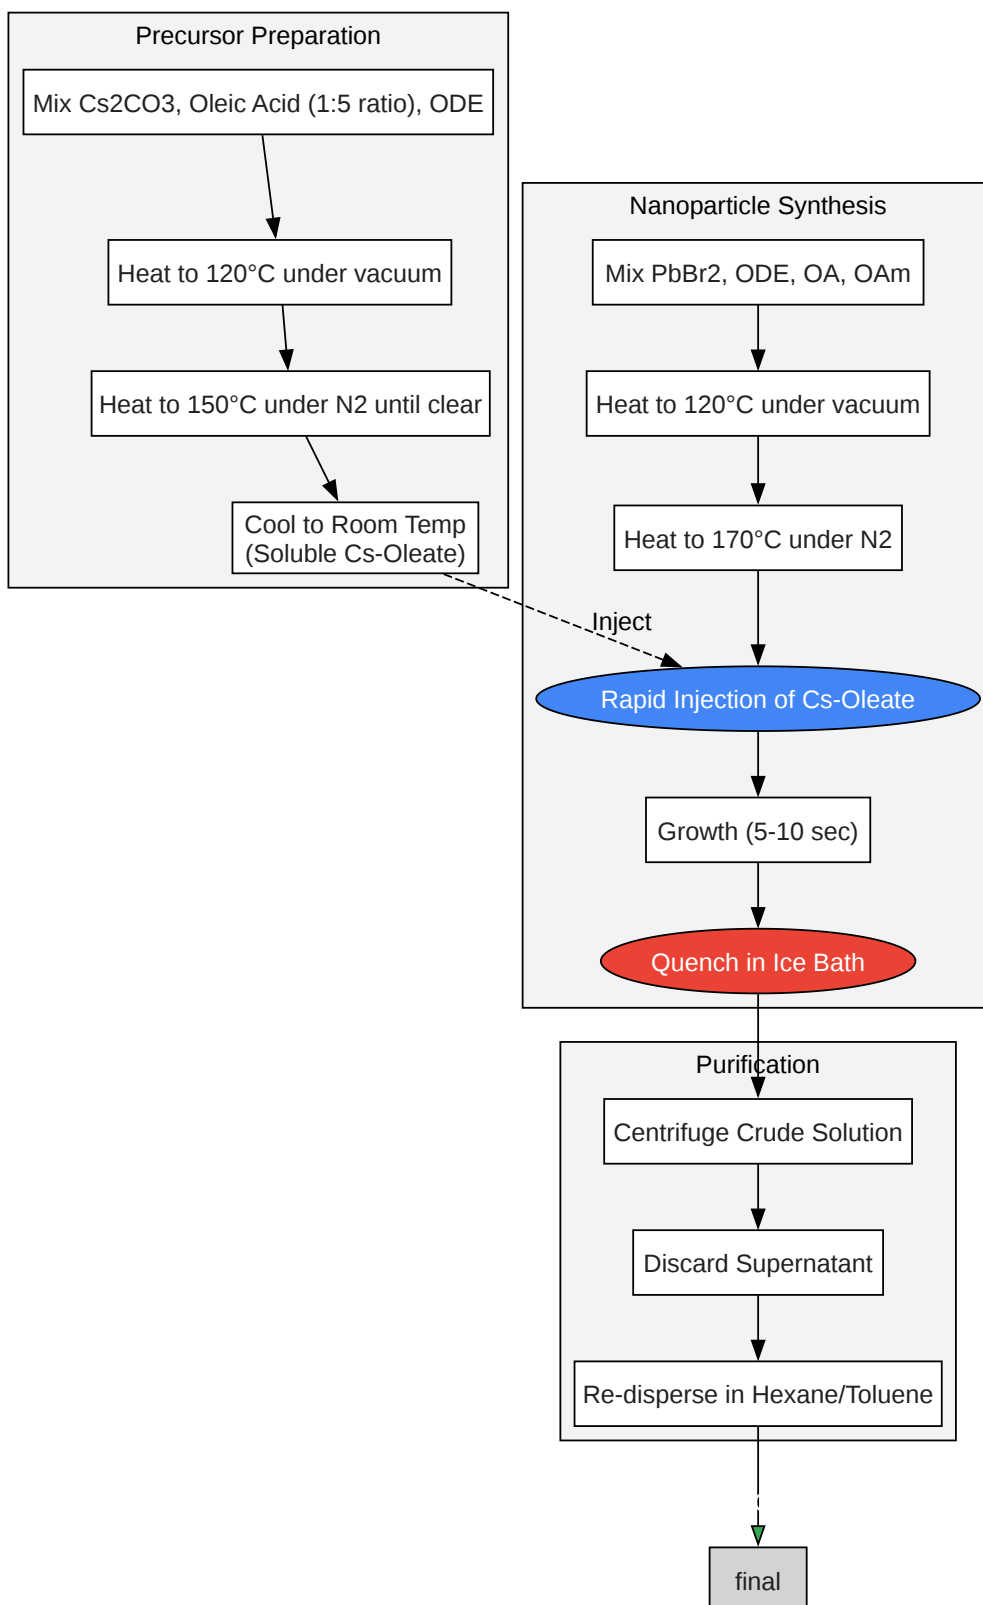 Precursor Preparation
Mix Cs2CO3, Oleic Acid (1:5 ratio), ODE
Heat to 120°C under vacuum
Heat to 150°C under N2 until clear
Cool to Room Temp
(Soluble Cs-Oleate)
Inject
Nanoparticle Synthesis
Mix PbBr2, ODE, OA, OAm
Heat to 120°C under vacuum
Heat to 170°C under N2
Rapid Injection of Cs-Oleate
Growth (5-10 sec)
Quench in Ice Bath
Purification
Centrifuge Crude Solution
Discard Supernatant
Re-disperse in Hexane/Toluene
final